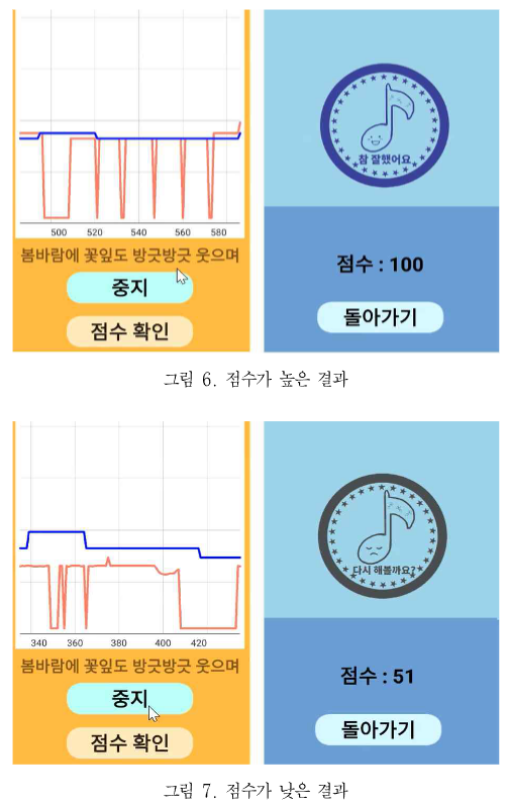 참 잘했어요
500 520 540 560 580
봄바람에 꽃잎도 방긋방긋 웃으며
중지
점수 확인
점수 : 100
돌아가기
그림 6. 점수가 높은 결과
다시 해볼까요?
340 360 380 400 420
봄바람에 꽃잎도 방긋방긋 웃으며
중지
점수 확인
점수 : 51
돌아가기
그림 7. 점수가 낮은 결과